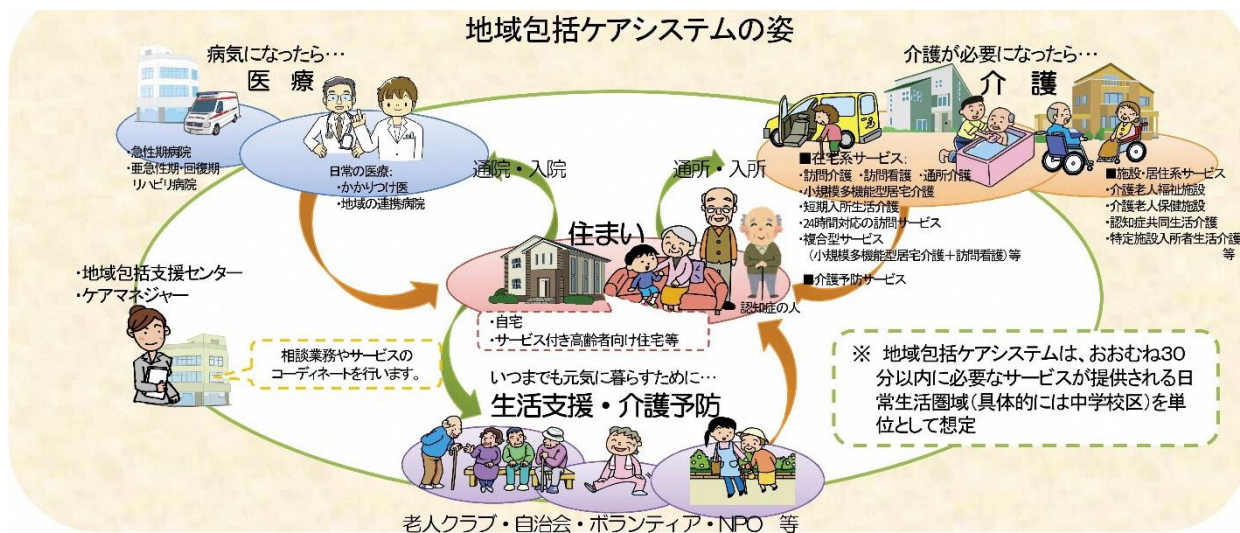 地域包括ケアシステムの姿
病気になったら…
医 療
・急性期病院
・亜急性期・回復期
リハビリ病院
日常の医療:
・かかりつけ医
・地域の連携病院
通院・入院
通所・入所
介護が必要になったら…
介 護
■在宅系サービス:
・訪問介護 ・訪問看護 ・通所介護
・小規模多機能型居宅介護
・短期入所生活介護
・24時間対応の訪問サービス
・複合型サービス
(小規模多機能型居宅介護+訪問看護)等
■介護予防サービス
■施設・居住系サービス
・介護老人福祉施設
・介護老人保健施設
・認知症共同生活介護
・特定施設入所者生活介護
等
住まい
認知症の人
・自宅
・サービス付き高齢者向け住宅等
・地域包括支援センター
・ケアマネジャー
相談業務やサービスの
コーディネートを行います。
いつまでも元気に暮らすために…
生活支援・介護予防
老人クラブ・自治会・ボランティア・NPO 等
※ 地域包括ケアシステムは、おおむね30
分以内に必要なサービスが提供される日
常生活圏域(具体的には中学校区)を単
位として想定